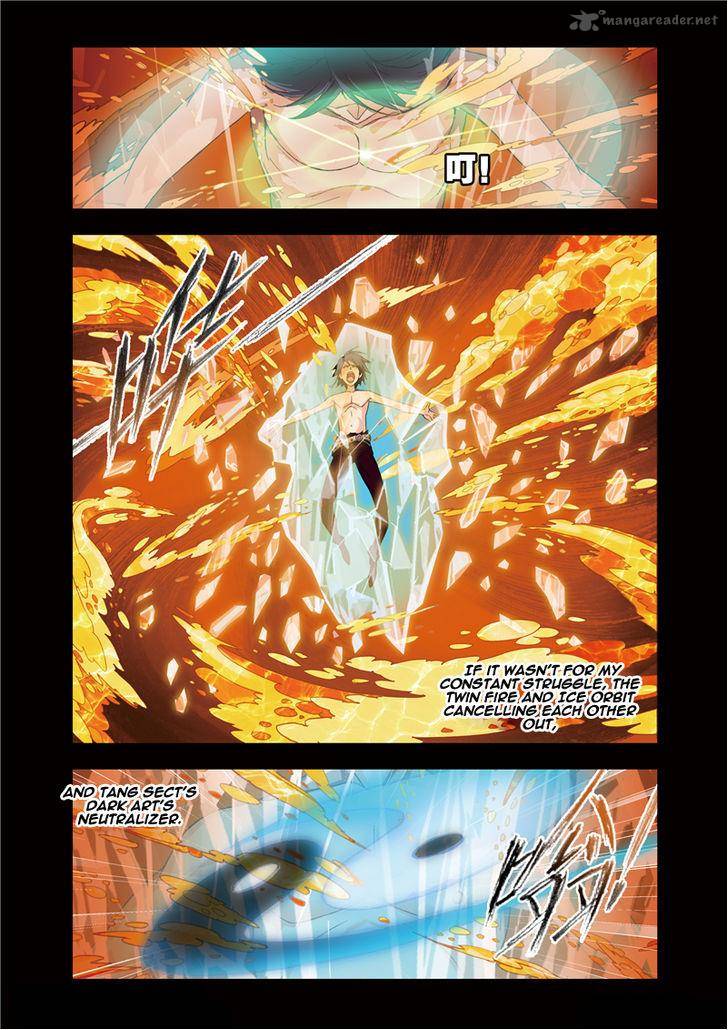 mangareader.net
叮!
咔
IF IT WASN'T FOR MY
CONSTANT STRUGGLE, THE
TWIN FIRE AND ICE ORBIT
CANCELLING EACH OTHER
OUT,
AND TANG SECT'S
DARK ART'S
NEUTRALIZER.